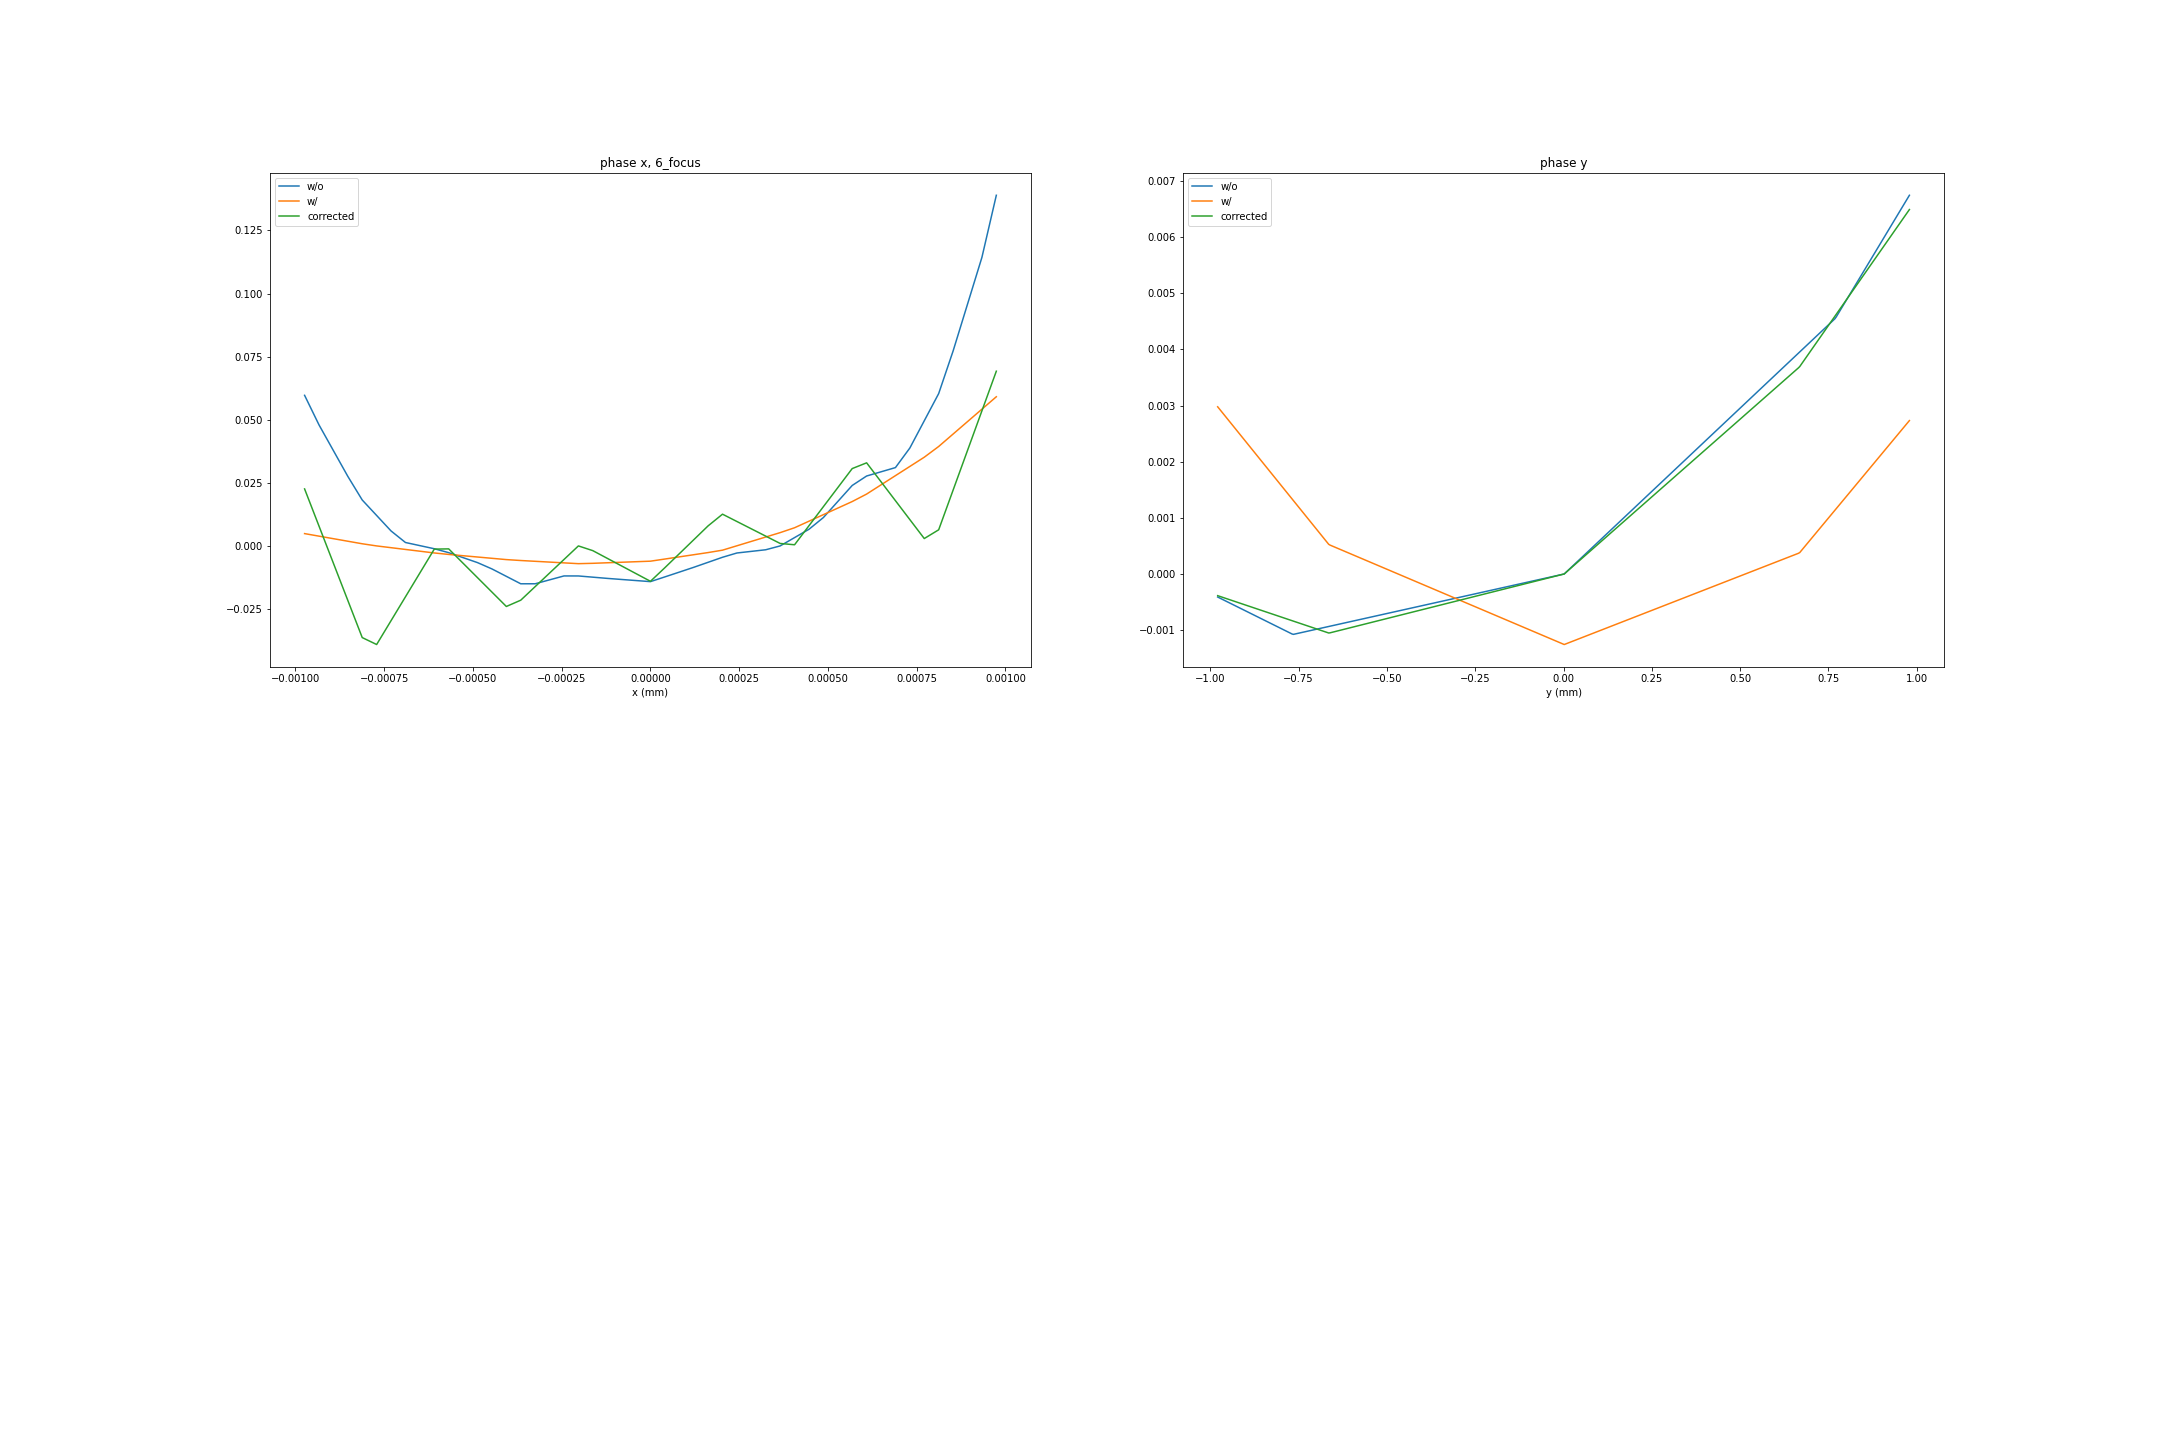 phase x, 6_focus
w/o
w/
corrected
0.125
0.100
0.075
0.050
0.025
0.000
−0.025
−0.00100 −0.00075 −0.00050 −0.00025 0.00000 0.00025 0.00050 0.00075 0.00100
x (mm)
phase y
w/o
w/
corrected
0.007
0.006
0.005
0.004
0.003
0.002
0.001
0.000
−0.001
−1.00 −0.75 −0.50 −0.25 0.00 0.25 0.50 0.75 1.00
y (mm)